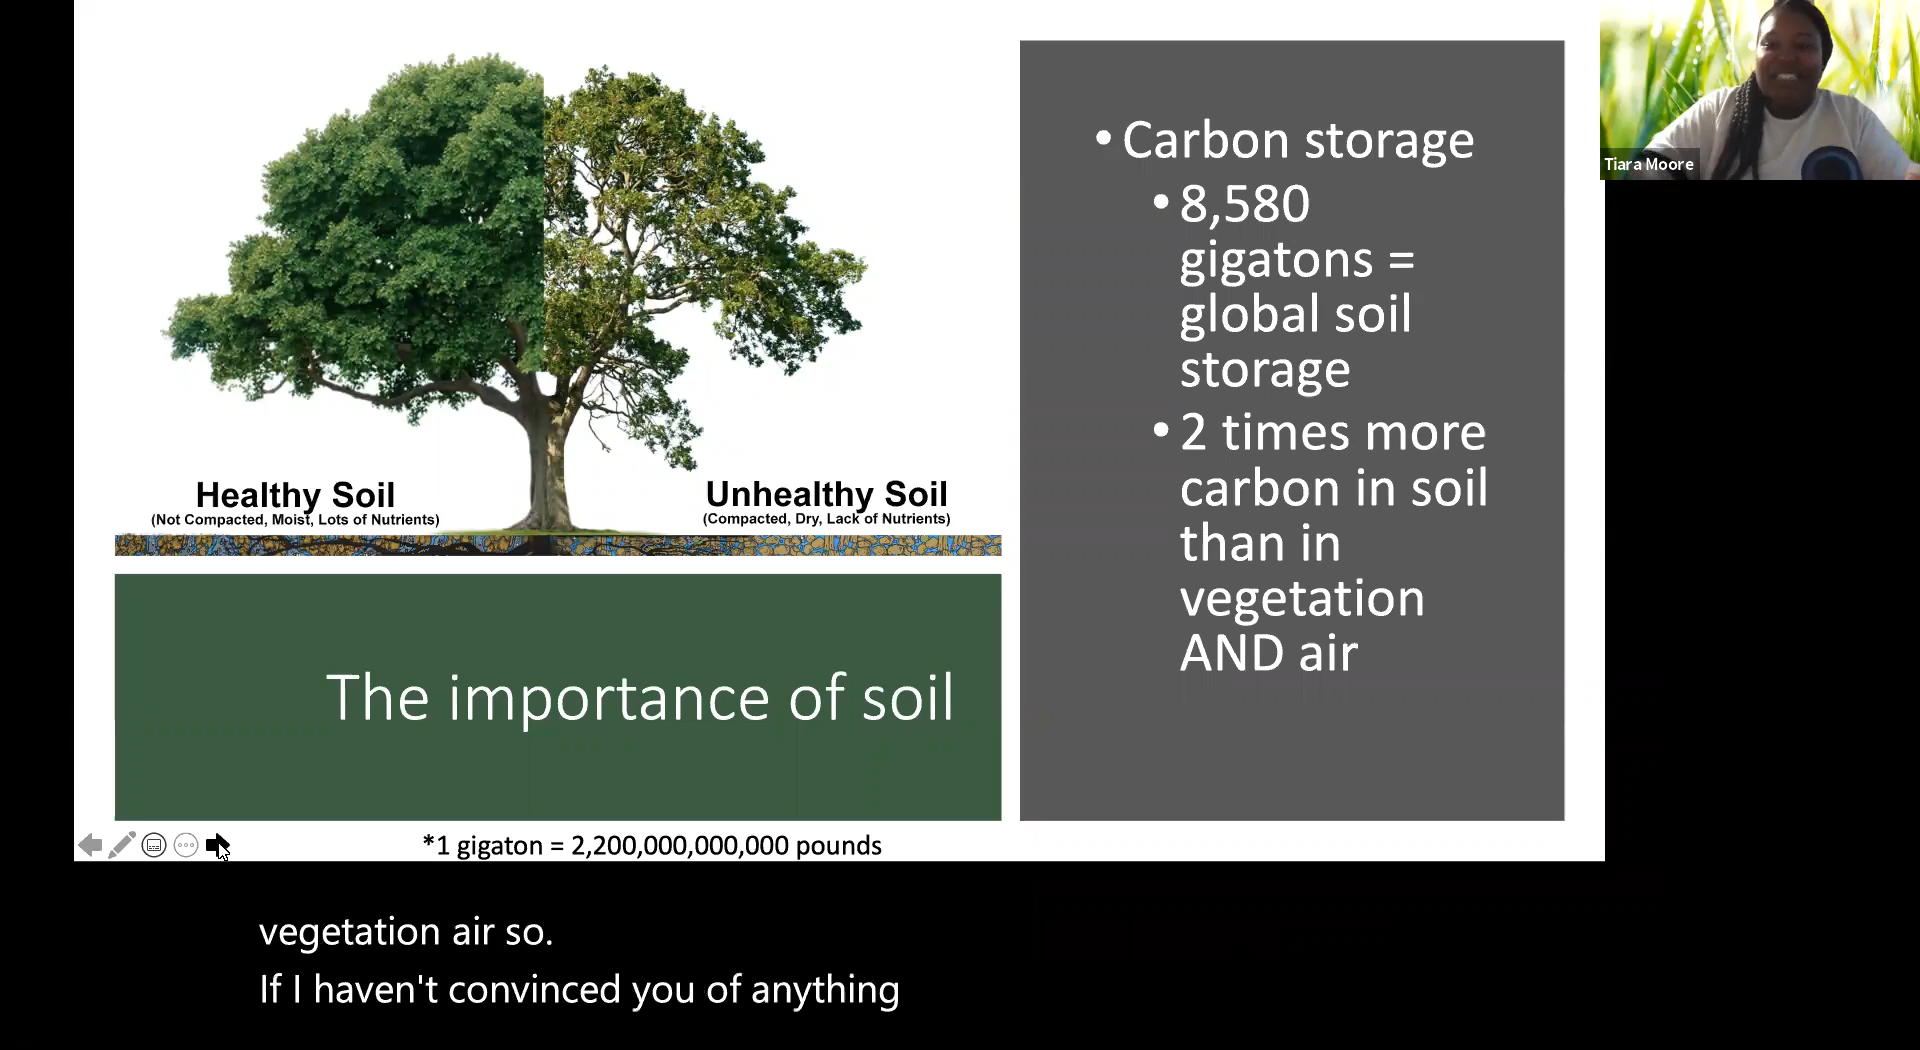 Healthy Soil
(Not Compacted, Moist, Lots of Nutrients)
Unhealthy Soil
(Compacted, Dry, Lack of Nutrients)
The importance of soil
*1 gigaton = 2,200,000,000,000 pounds
• Carbon storage
• 8,580
gigatons =
global soil
storage
• 2 times more
carbon in soil
than in
vegetation
AND air
Tiara Moore
vegetation air so.
If I haven't convinced you of anything